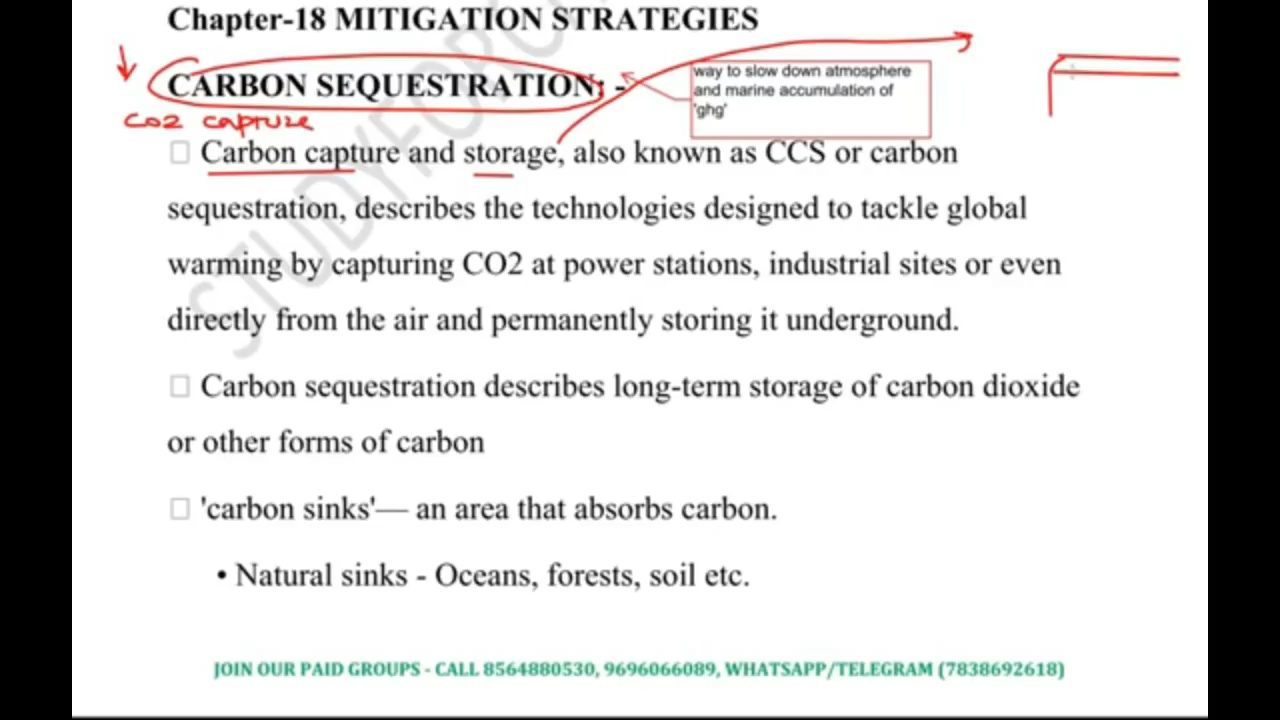 Chapter-18 MITIGATION STRATEGIES
CARBON SEQUESTRATION: -
way to slow down atmosphere
and marine accumulation of
'ghg'
CO2 capture
Carbon capture and storage, also known as CCS or carbon
sequestration, describes the technologies designed to tackle global
warming by capturing CO2 at power stations, industrial sites or even
directly from the air and permanently storing it underground.
Carbon sequestration describes long-term storage of carbon dioxide
or other forms of carbon
'carbon sinks'— an area that absorbs carbon.
• Natural sinks - Oceans, forests, soil etc.
JOIN OUR PAID GROUPS - CALL 8564880530, 9696066089, WHATSAPP/TELEGRAM (7838692618)